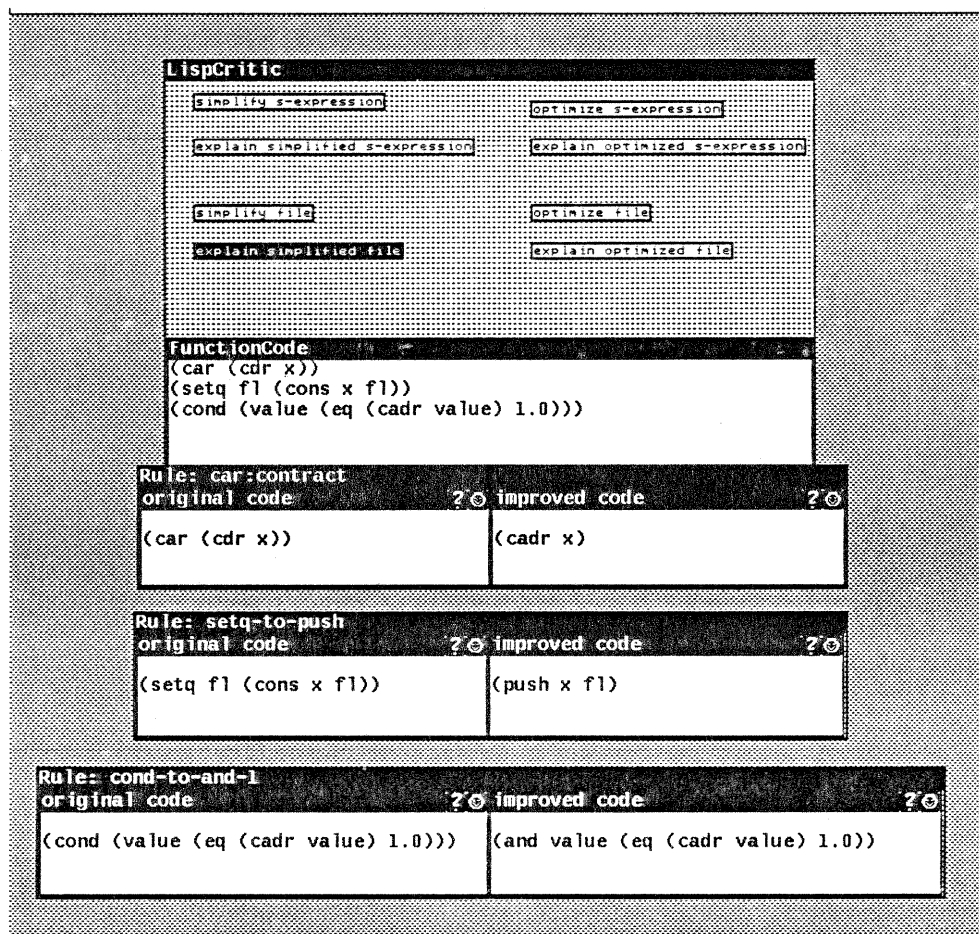 LispCritic
simplify s-expression
optimize s-expression
explain simplified s-expression
explain optimized s-expression
simplify file
optimize file
explain simplified file
explain optimized file
FunctionCode
(car (cdr x))
(setq fl (cons x fl))
(cond (value (eq (cadr value) 1.0)))
Rule: car:contract
original code ? improved code ?
(car (cdr x)) (cadr x)
Rule: setq-to-push
original code ? improved code ?
(setq fl (cons x fl)) (push x fl)
Rule: cond-to-and-1
original code ? improved code ?
(cond (value (eq (cadr value) 1.0))) (and value (eq (cadr value) 1.0))